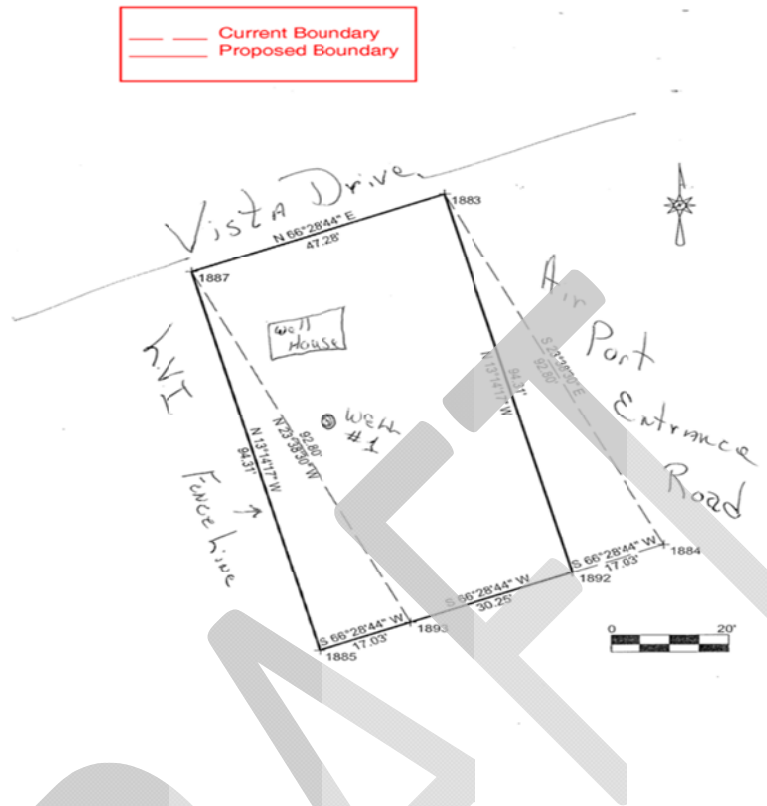 Current Boundary
Proposed Boundary
Vista Drive
1883
N 66°28'44" E
47.28'
1887
Well
House
Well
#1
Air
Port
Entrance
Road
S 23°38'30" E
92.80'
94.31'
N 13°14'17" W
92.80'
N 23°38'30" W
N 13°14'17" W
94.31'
Fence Line
S 66°28'44" W
17.03'
1884
1892
S 66°28'44" W
30.25'
1893
S 66°28'44" W
17.03'
1885
0 20'
DRAFT